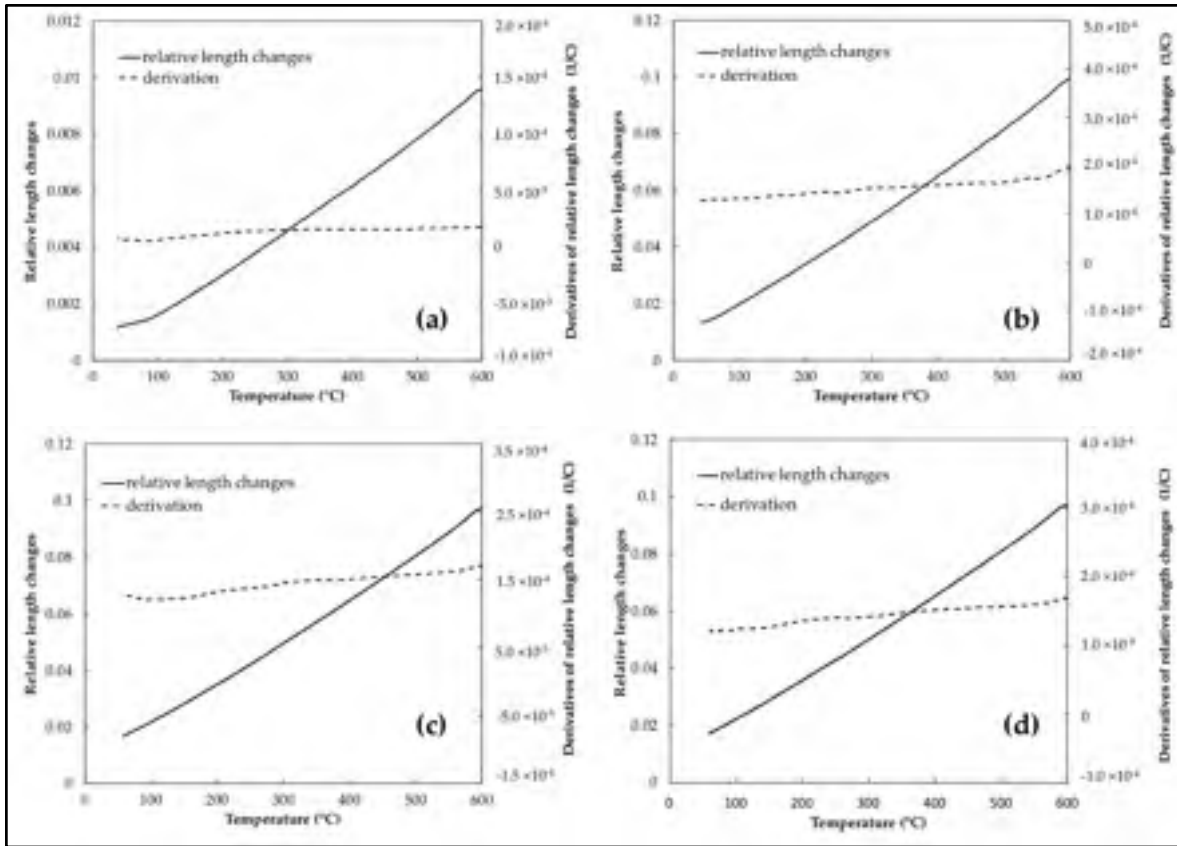 0.012
0.01
0.008
0.006
0.004
0.002
0
Relative length changes
relative length changes
derivation
(a)
2.0 ×10-4
1.5 ×10-4
1.0 ×10-4
5.0 ×10-5
0
-5.0 ×10-5
-1.0 ×10-4
Derivatives of relative length changes (1/C)
0 100 200 300 400 500 600
Temperature (°C)
0.12
0.1
0.08
0.06
0.04
0.02
0
Relative length changes
relative length changes
derivation
(b)
5.0 ×10-4
4.0 ×10-4
3.0 ×10-4
2.0 ×10-4
1.0 ×10-4
0
-1.0 ×10-4
-2.0 ×10-4
Derivatives of relative length changes (1/C)
0 100 200 300 400 500 600
Temperature (°C)
0.12
0.1
0.08
0.06
0.04
0.02
0
Relative length changes
relative length changes
derivation
(c)
3.5 ×10-4
2.5 ×10-4
1.5 ×10-4
5.0 ×10-5
-5.0 ×10-5
-1.5 ×10-4
Derivatives of relative length changes (1/C)
0 100 200 300 400 500 600
Temperature (°C)
0.12
0.1
0.08
0.06
0.04
0.02
0
Relative length changes
relative length changes
derivation
(d)
4.0 ×10-4
3.0 ×10-4
2.0 ×10-4
1.0 ×10-4
0
-1.0 ×10-4
Derivatives of relative length changes (1/C)
0 100 200 300 400 500 600
Temperature (°C)